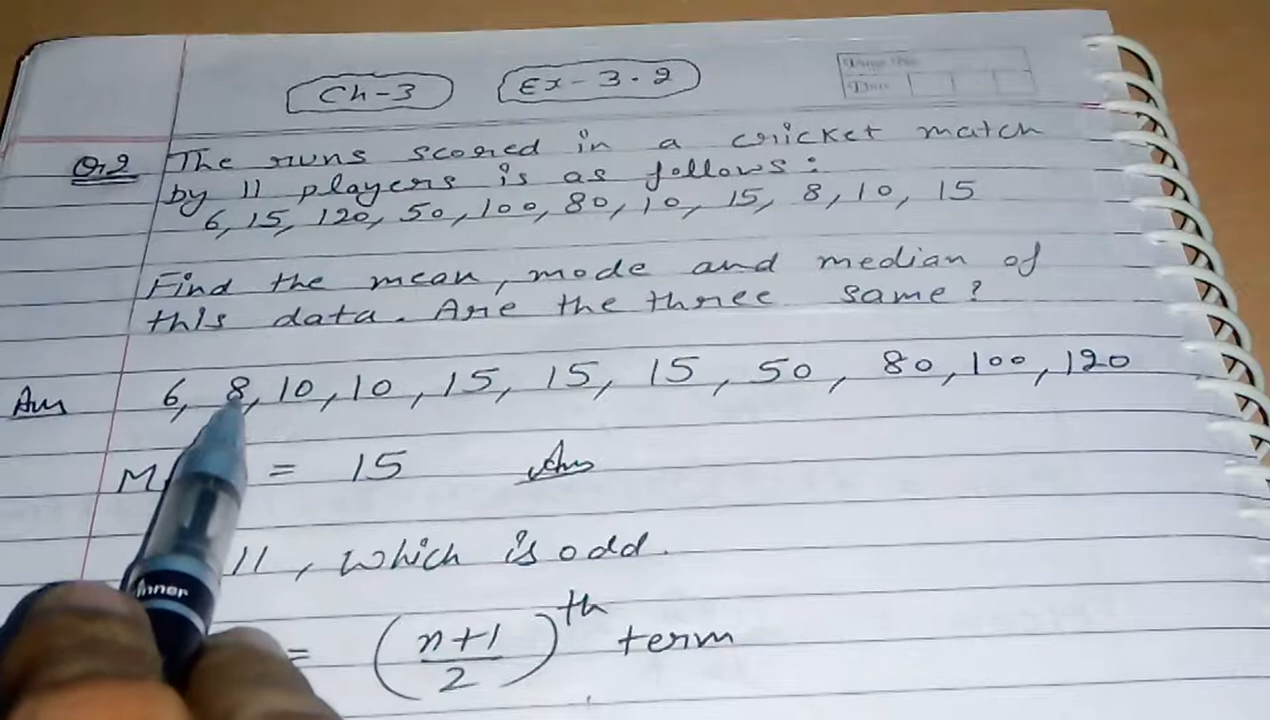 Ch-3 Ex-3.2
Q.2 The runs scored in a cricket match
by 11 players is as follows:
6, 15, 120, 50, 100, 80, 10, 15, 8, 10, 15
Find the mean, mode and median of
this data. Are the three same?
Ans 6, 8, 10, 10, 15, 15, 15, 50, 80, 100, 120
M = 15 Ans
11, which is odd.
= (n+1/2)th term